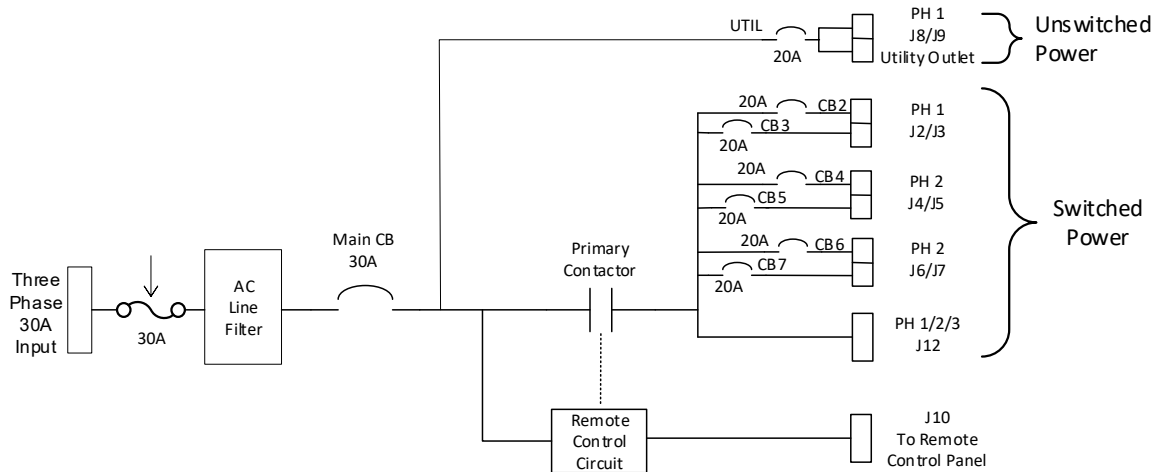 UTIL
20A
PH 1
J8/J9
Utility Outlet
Unswitched
Power
20A
CB2
CB3
20A
PH 1
J2/J3
20A
CB4
CB5
20A
PH 2
J4/J5
20A
CB6
CB7
20A
PH 2
J6/J7
Switched
Power
Three
Phase
30A
Input
30A
AC
Line
Filter
Main CB
30A
Primary
Contactor
PH 1/2/3
J12
Remote
Control
Circuit
J10
To Remote
Control Panel